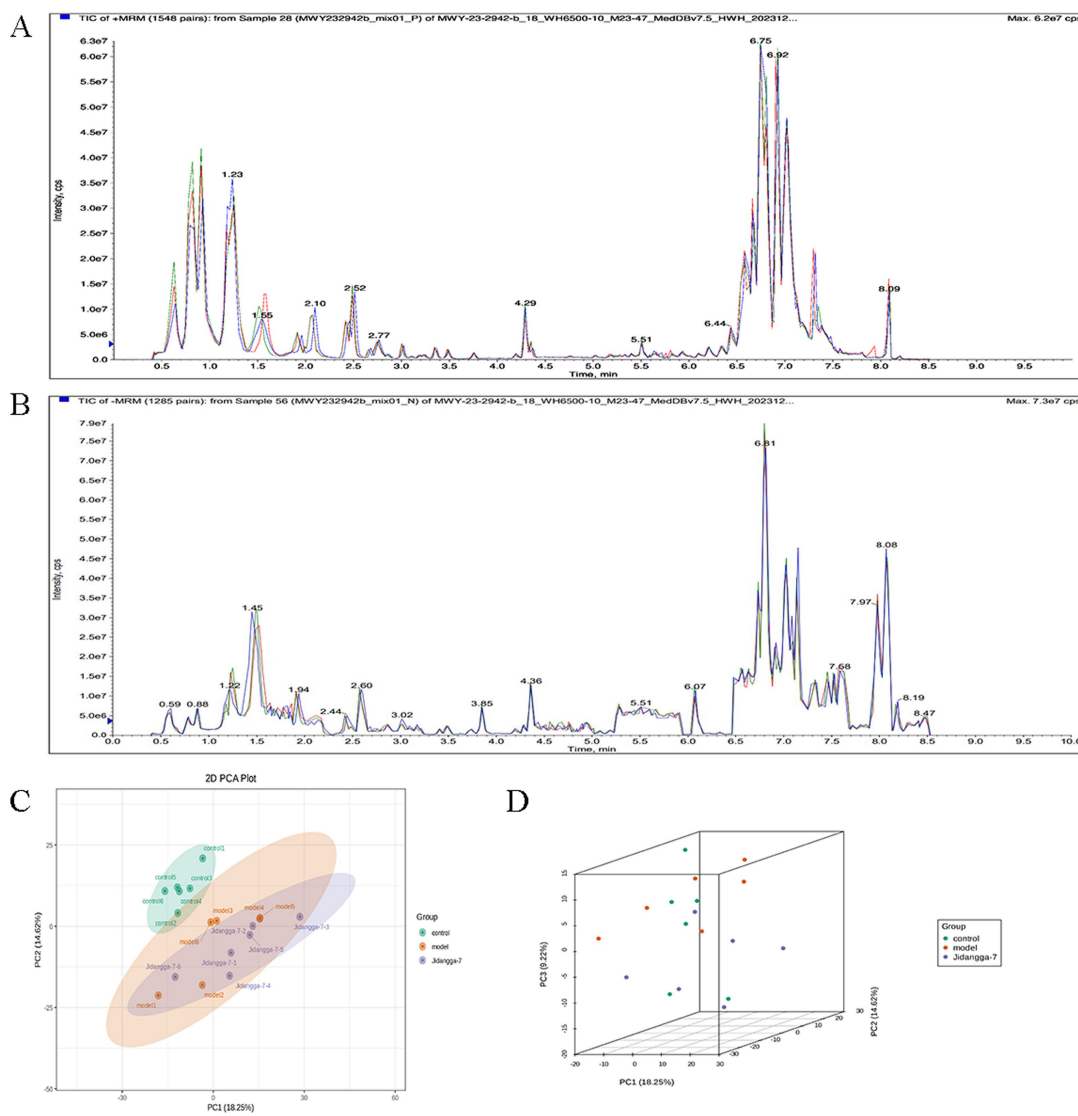 A
TIC of +MRM (1548 pairs): from Sample 28 (MWY232942b_mix01_P) of MWY-23-2942-b_18_WH6500-10_M23-47_MedDBv7.5_HWH_202312...
Max. 6.2e7 cps
6.3e7
6.0e7
5.5e7
5.0e7
4.5e7
4.0e7
3.5e7
3.0e7
2.5e7
2.0e7
1.5e7
1.0e7
5.0e6
0.0
Intensity, cps
1.23
1.55
2.10
2.52
2.77
4.29
5.51
6.44
6.75
6.92
8.09
0.5 1.0 1.5 2.0 2.5 3.0 3.5 4.0 4.5 5.0 5.5 6.0 6.5 7.0 7.5 8.0 8.5 9.0 9.5
Time, min
B
TIC of -MRM (1285 pairs): from Sample 56 (MWY232942b_mix01_N) of MWY-23-2942-b_18_WH6500-10_M23-47_MedDBv7.5_HWH_202312...
Max. 7.3e7 cps
7.9e7
7.5e7
7.0e7
6.5e7
6.0e7
5.5e7
5.0e7
4.5e7
4.0e7
3.5e7
3.0e7
2.5e7
2.0e7
1.5e7
1.0e7
5.0e6
0.0
Intensity, cps
0.59
0.88
1.22
1.45
1.94
2.44
2.60
3.02
3.85
4.36
5.51
6.07
6.81
7.58
7.97
8.08
8.19
8.47
0.0 0.5 1.0 1.5 2.0 2.5 3.0 3.5 4.0 4.5 5.0 5.5 6.0 6.5 7.0 7.5 8.0 8.5 9.0 9.5 10.0
Time, min
C
2D PCA Plot
25
0
-25
-50
PC2 (14.62%)
control1
control5
control3
control6
control4
control2
model3
model4
model5
model6
Jidangga-7-2
Jidangga-7-3
Jidangga-7-5
Jidangga-7-1
Jidangga-7-6
Jidangga-7-4
model2
model1
-30 0 30 60
PC1 (18.25%)
Group
control
model
Jidangga-7
D
15
10
5
0
-5
-10
-15
-20
PC3 (9.22%)
-20 -10 0 10 20 30
PC1 (18.25%)
-30
-20
-10
0
10
20
30
PC2 (14.62%)
Group
control
model
Jidangga-7